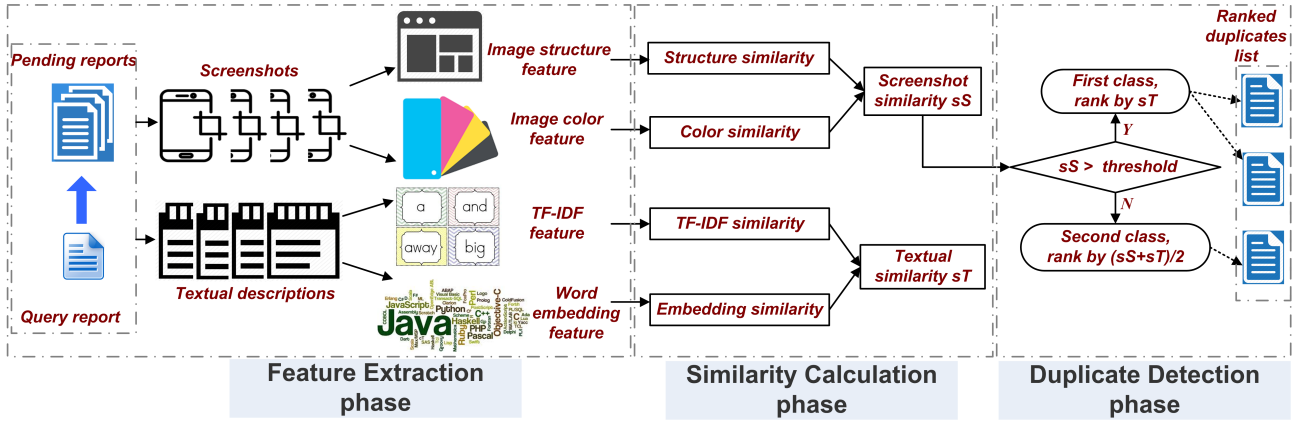 Pending reports
Query report
Screenshots
Textual descriptions
Image structure
feature
Image color
feature
a
and
away
big
TF-IDF
feature
JavaScript
Java
Python
Perl
C++
Haskell
PHP
Pascal
Ruby
Objective-C
Word
embedding
feature
Feature Extraction
phase
Structure similarity
Color similarity
Screenshot
similarity sS
TF-IDF similarity
Embedding similarity
Textual
similarity sT
Similarity Calculation
phase
First class,
rank by sT
Y
sS > threshold
N
Second class,
rank by (sS+sT)/2
Ranked
duplicates
list
Duplicate Detection
phase